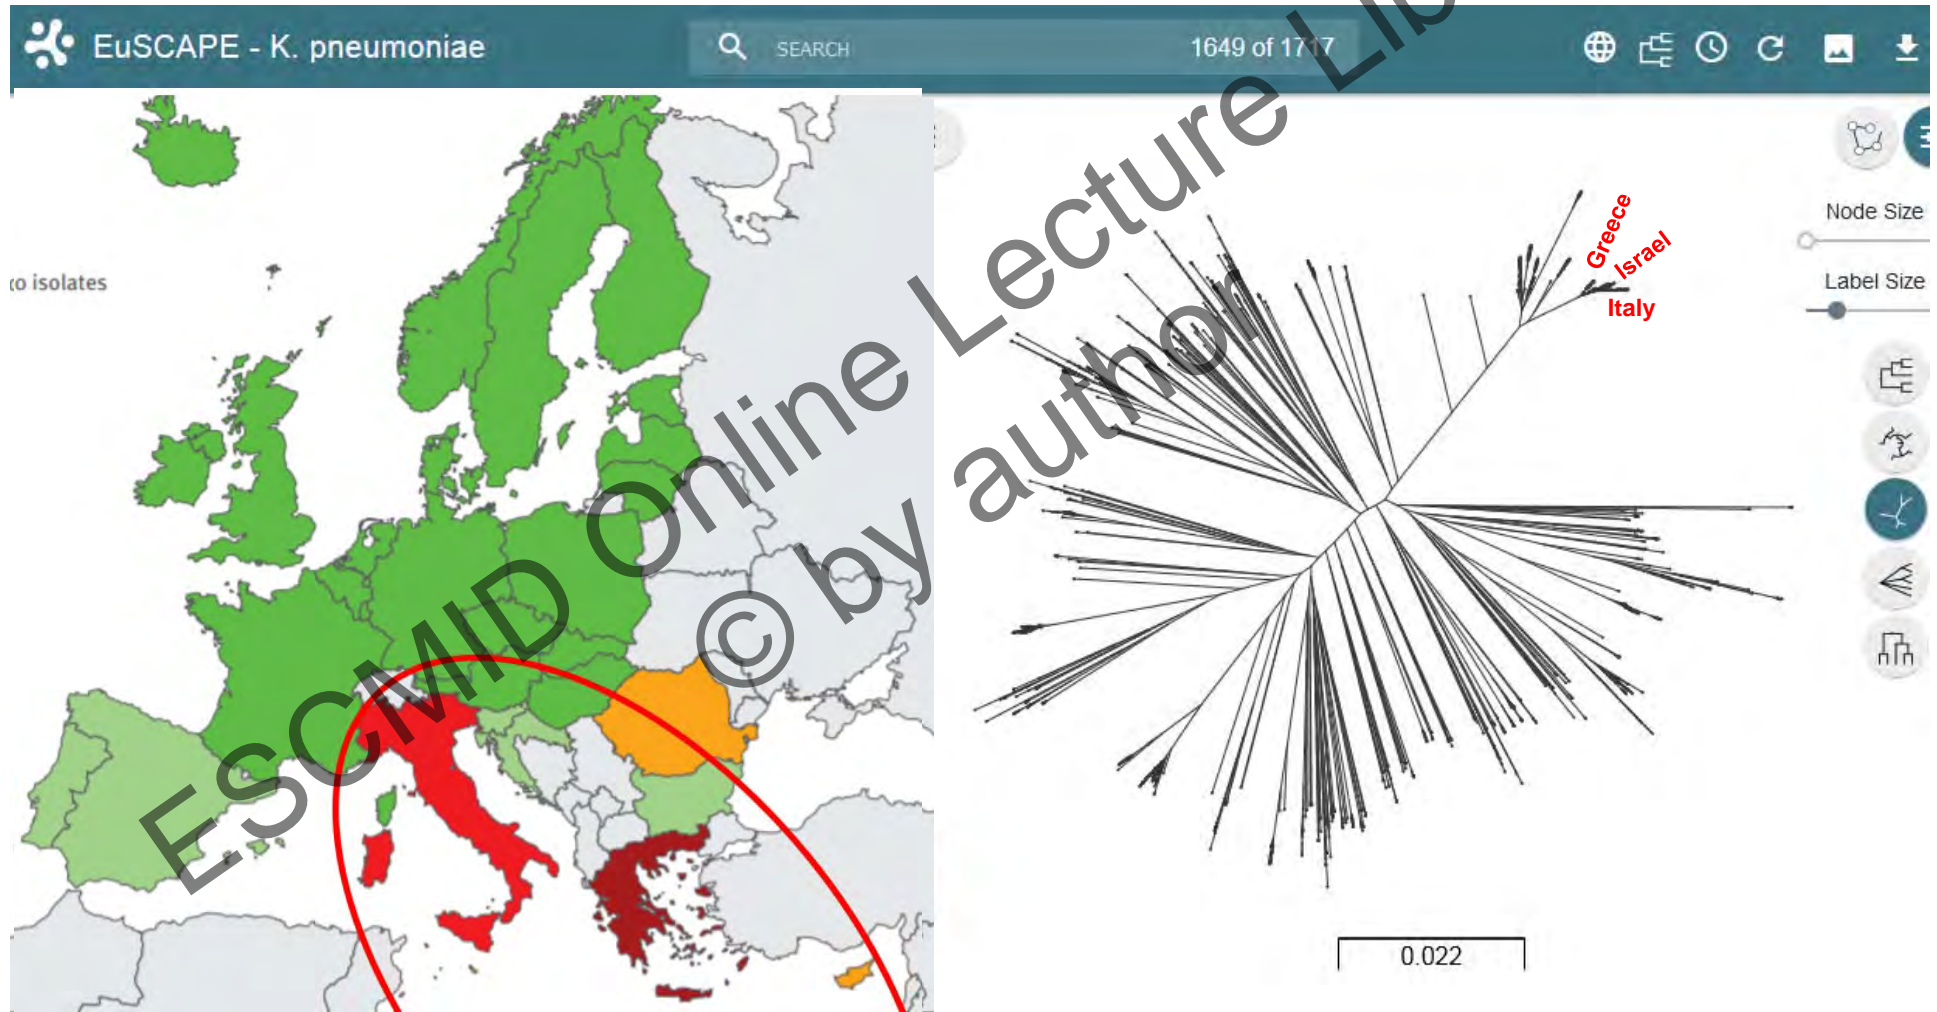 EuSCAPE - K. pneumoniae
SEARCH
1649 of 1717
o isolates
Greece
Israel
Italy
Node Size
Label Size
0.022
ESCMID Online Lecture Lib
© by author